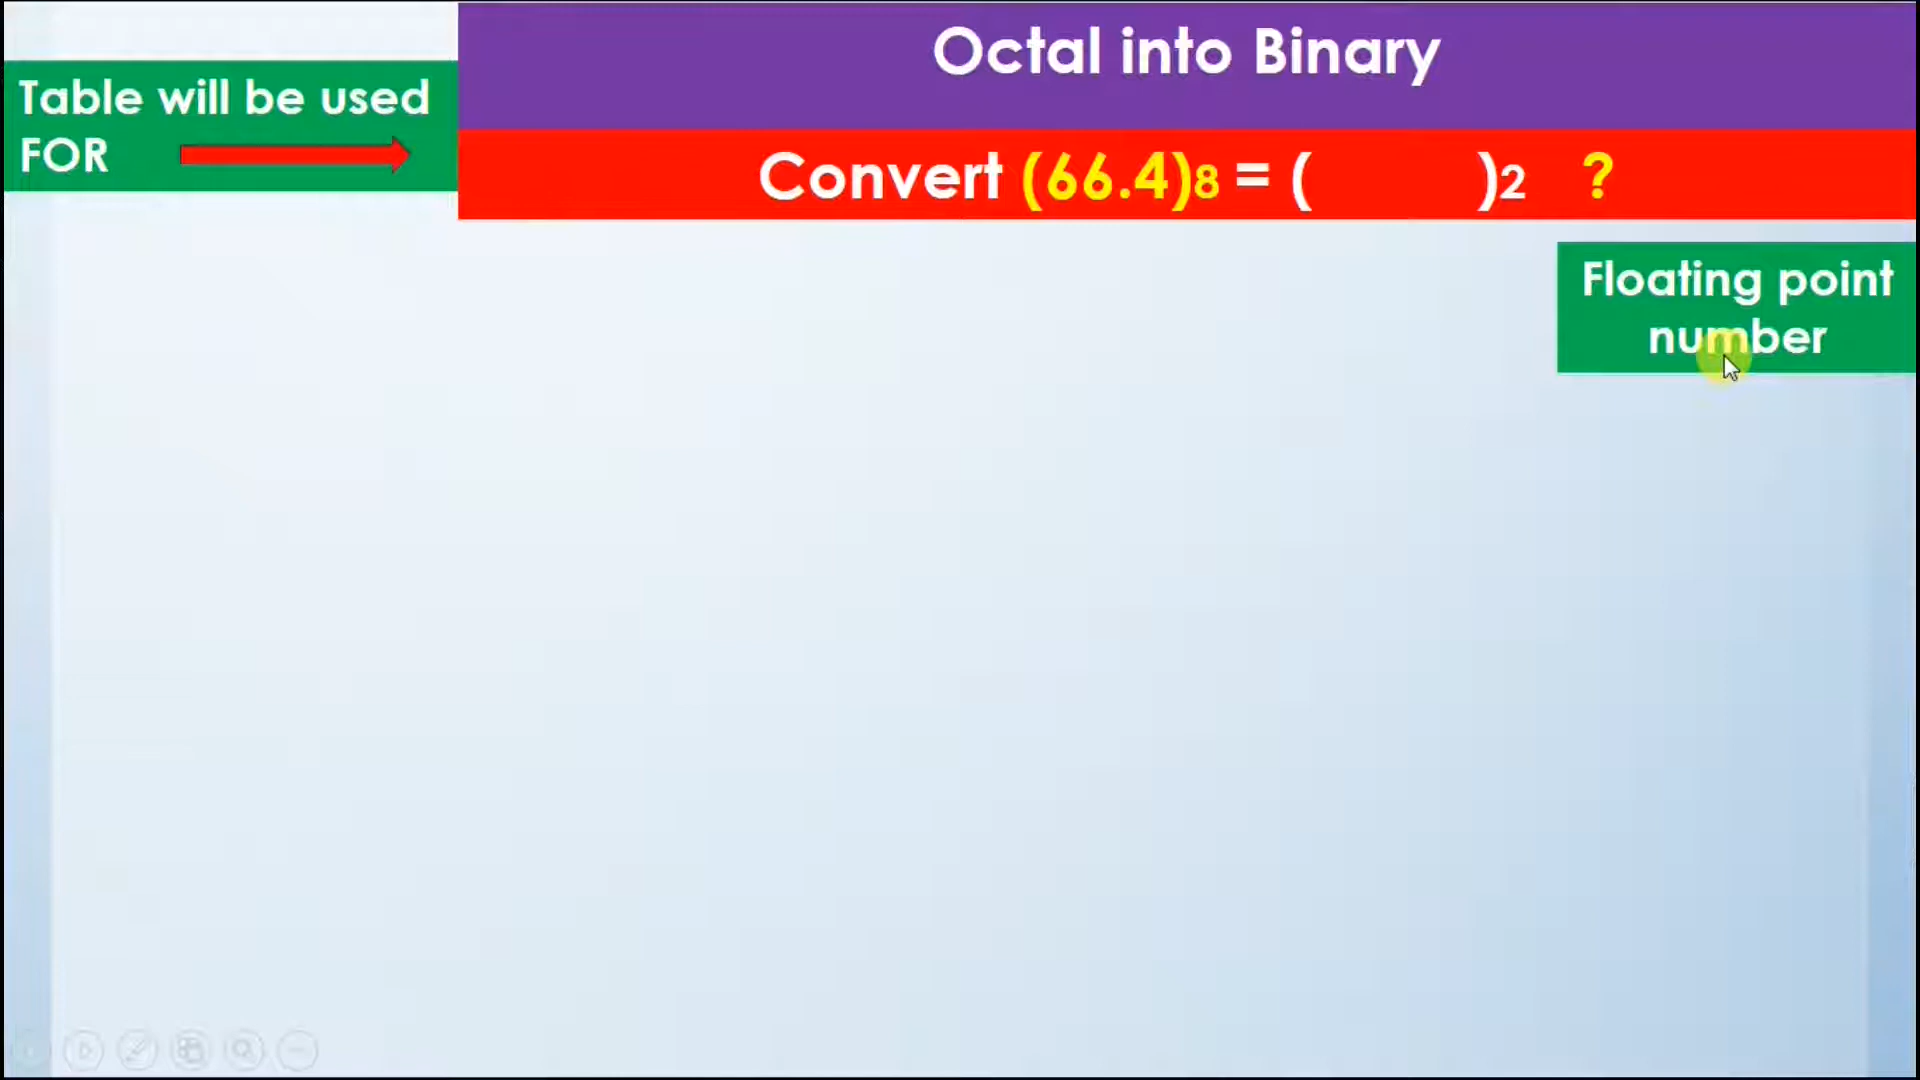 Octal into Binary
Table will be used
FOR
Convert (66.4)8 = ( )2 ?
Floating point
number